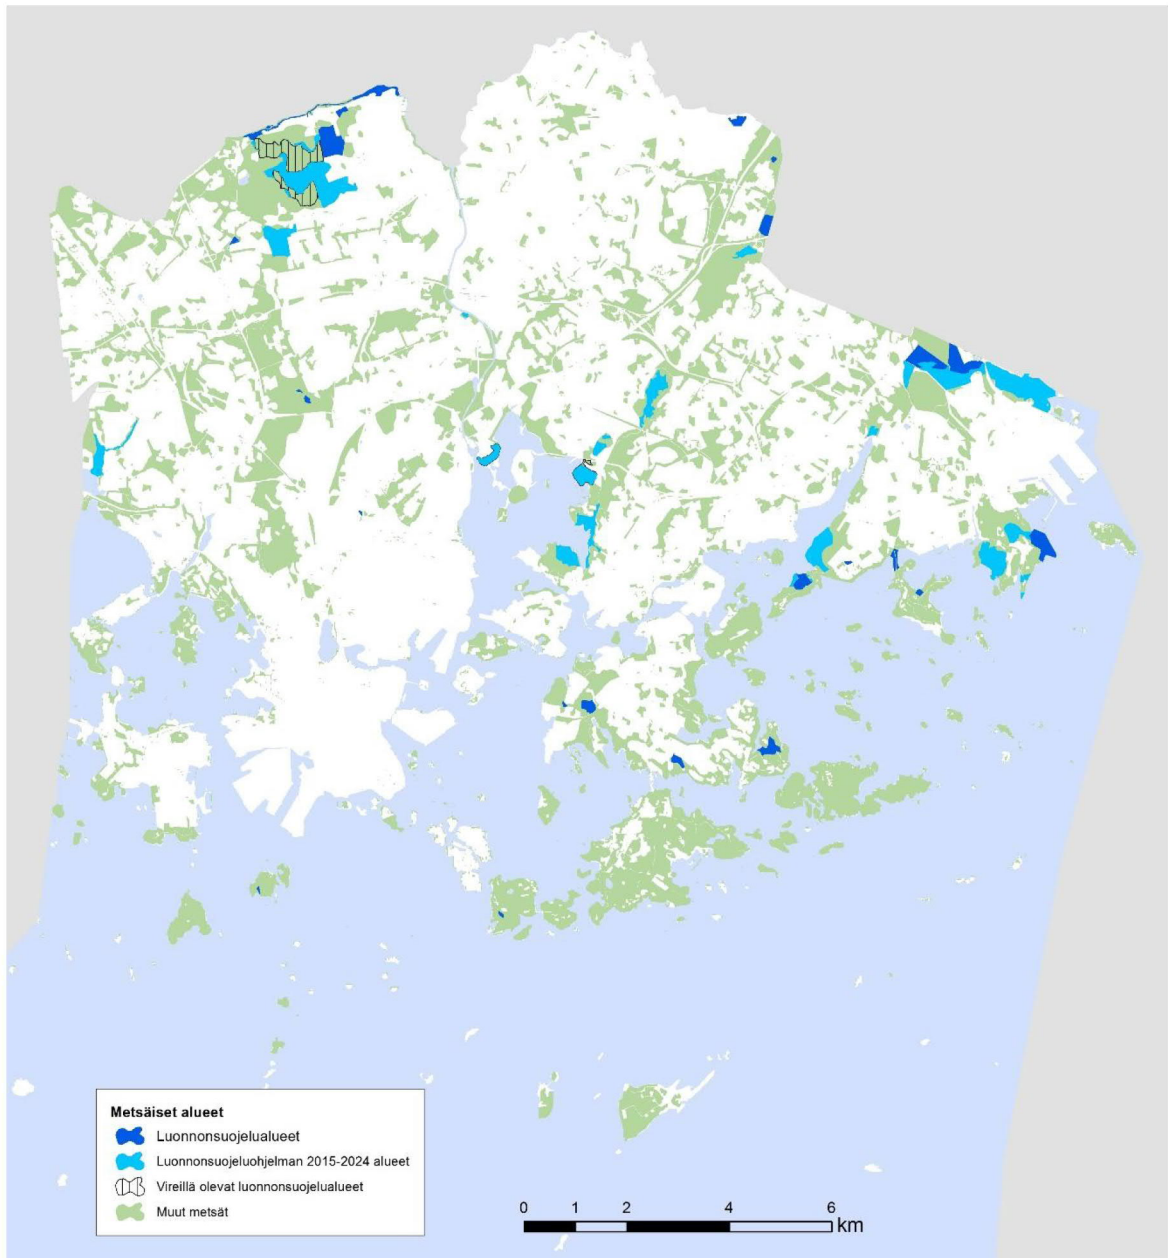 Metsäiset alueet
Luonnonsuojelualueet
Luonnonsuojeluohjelman 2015-2024 alueet
Vireillä olevat luonnonsuojelualueet
Muut metsät
0 1 2 4 6
km